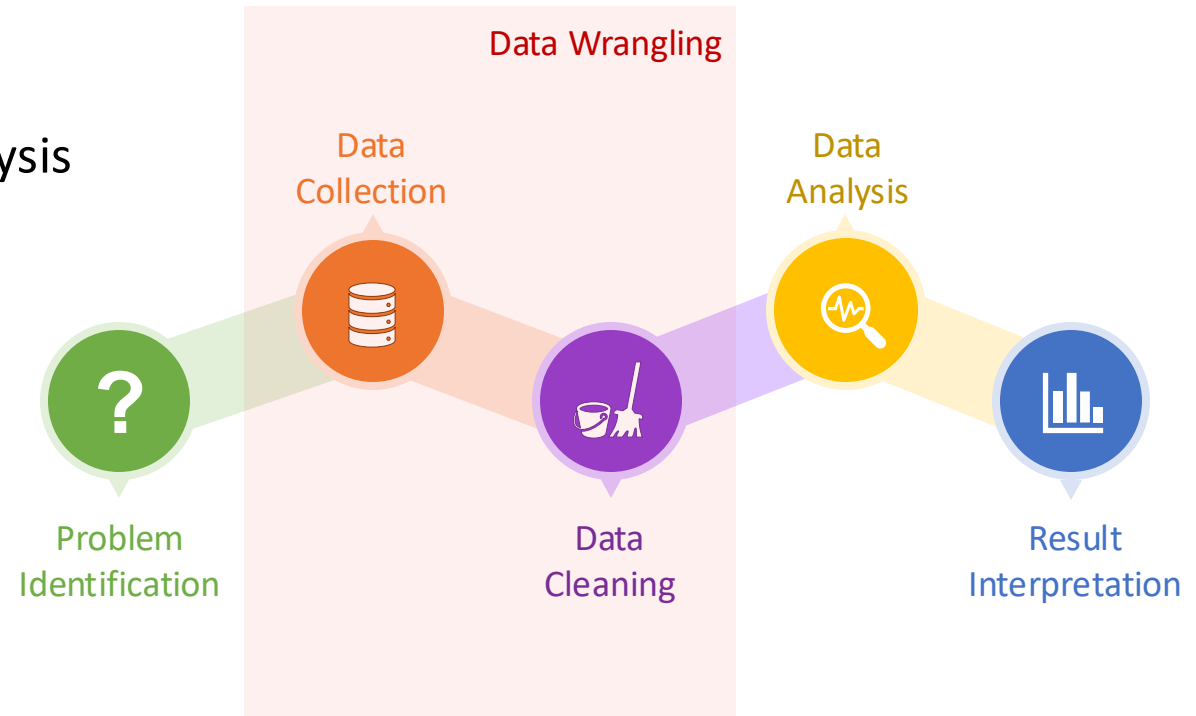 Data Wrangling
ysis
Data
Collection
Data
Analysis
?
Problem
Identification
Data
Cleaning
Result
Interpretation